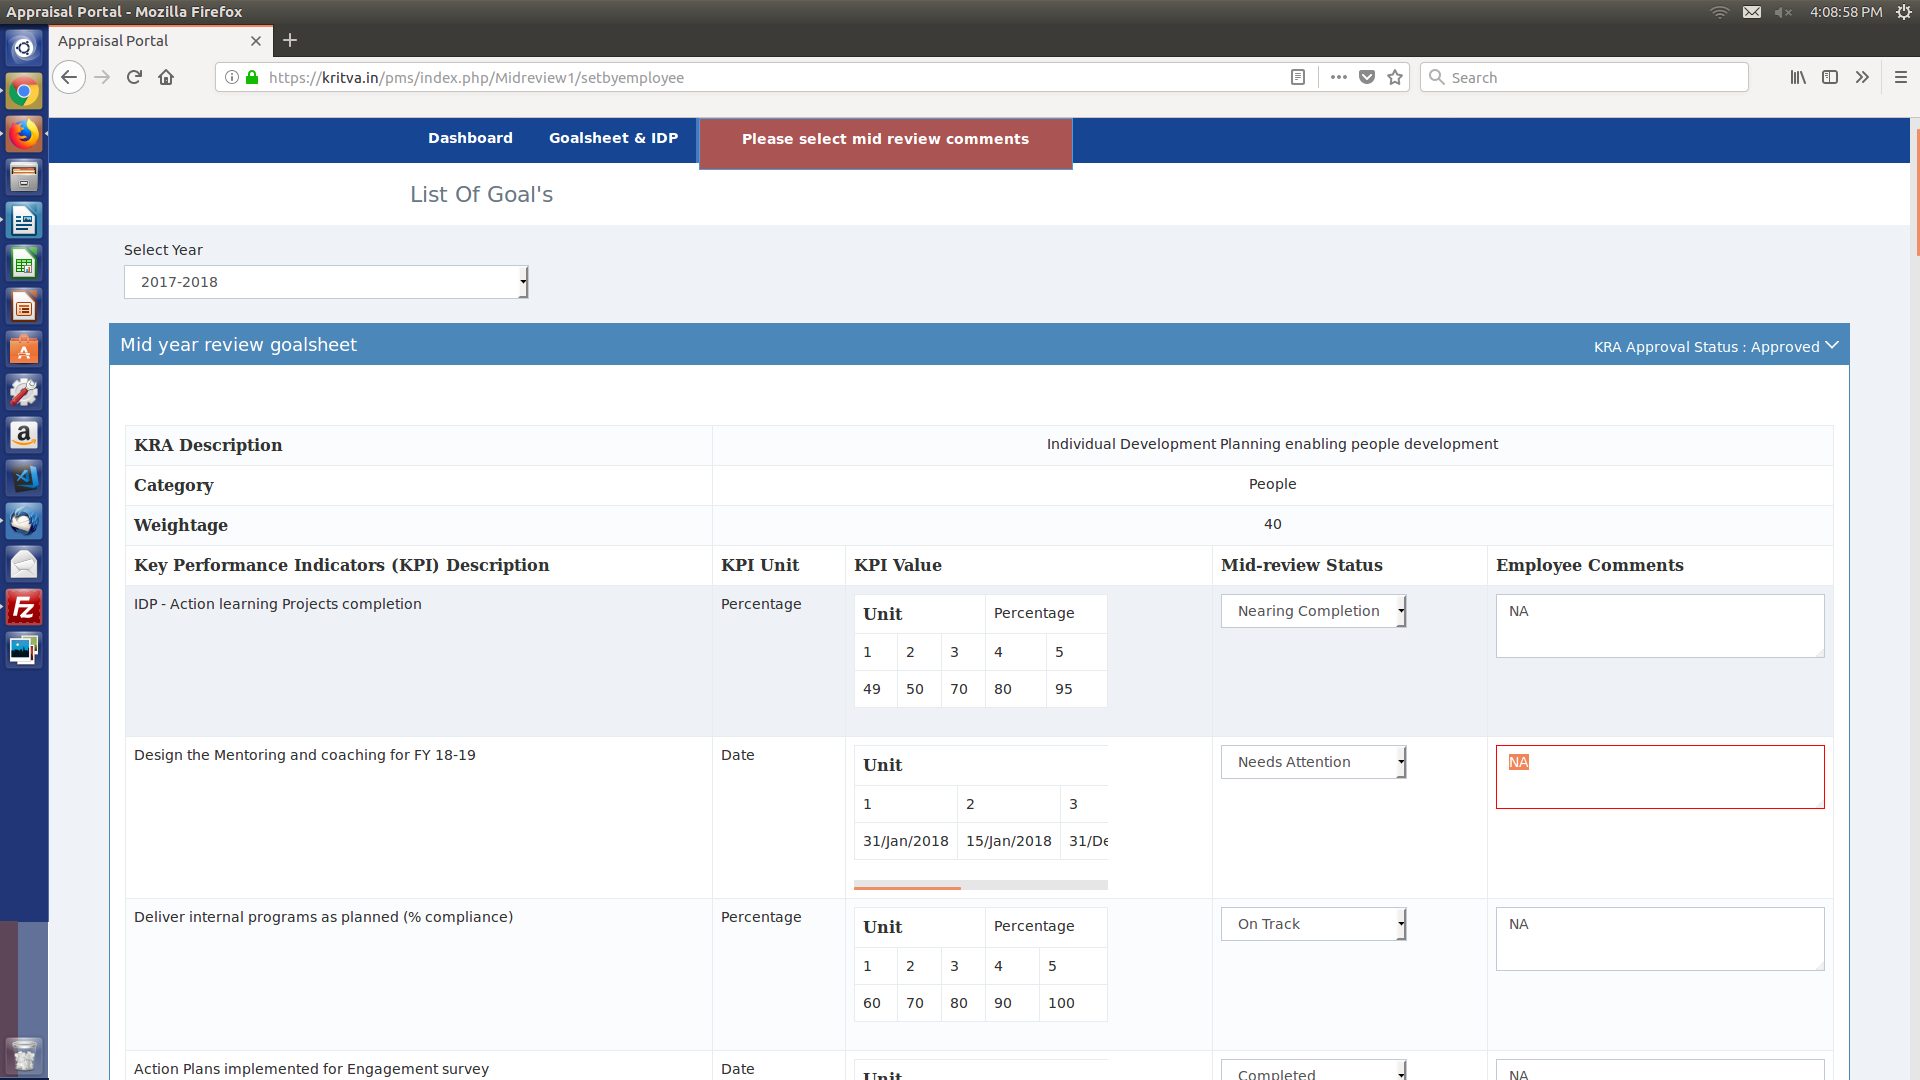 Appraisal Portal - Mozilla Firefox
4:08:58 PM
Appraisal Portal
https://kritva.in/pms/index.php/Midreview1/setbyemployee
Search
Dashboard
Goalsheet & IDP
Please select mid review comments
List Of Goal's
Select Year
2017-2018
Mid year review goalsheet
KRA Approval Status : Approved
KRA Description
Individual Development Planning enabling people development
Category
People
Weightage
40
Key Performance Indicators (KPI) Description KPI Unit KPI Value Mid-review Status Employee Comments
IDP - Action learning Projects completion
Percentage
Unit Percentage
1 2 3 4 5
49 50 70 80 95
Nearing Completion
NA
Design the Mentoring and coaching for FY 18-19
Date
Unit
1 2 3
31/Jan/2018 15/Jan/2018 31/De
Needs Attention
NA
Deliver internal programs as planned (% compliance)
Percentage
Unit Percentage
1 2 3 4 5
60 70 80 90 100
On Track
NA
Action Plans implemented for Engagement survey
Date
Unit
Completed
NA